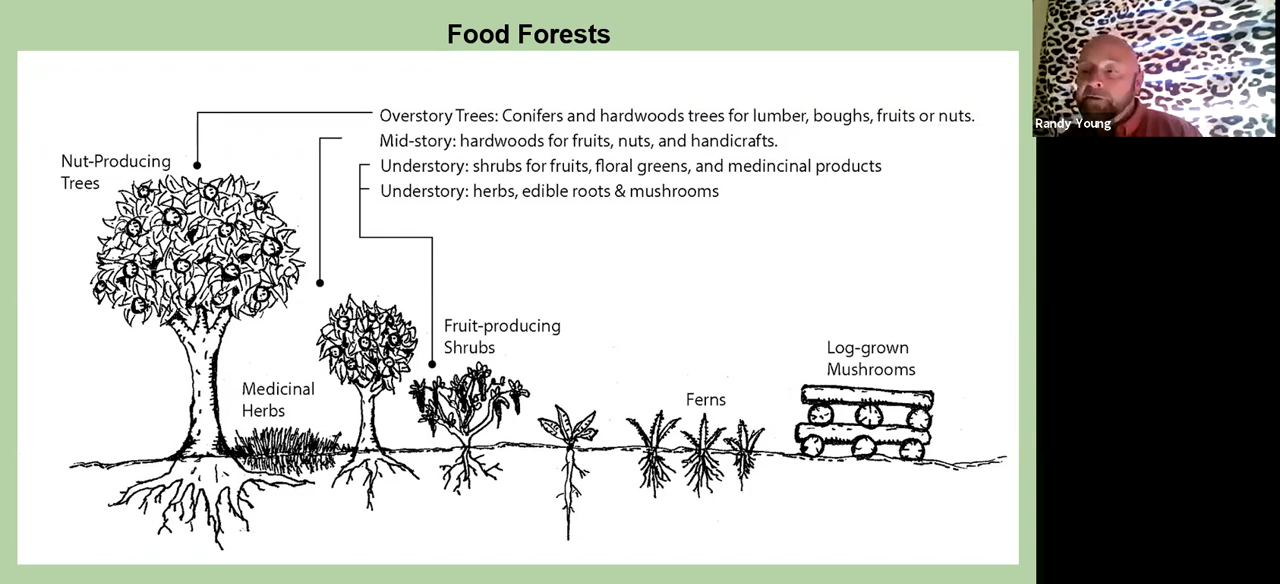 Food Forests
Randy Young
Overstory Trees: Conifers and hardwoods trees for lumber, boughs, fruits or nuts.
Mid-story: hardwoods for fruits, nuts, and handicrafts.
Understory: shrubs for fruits, floral greens, and medincinal products
Understory: herbs, edible roots & mushrooms
Nut-Producing
Trees
Fruit-producing
Shrubs
Log-grown
Mushrooms
Medicinal
Herbs
Ferns